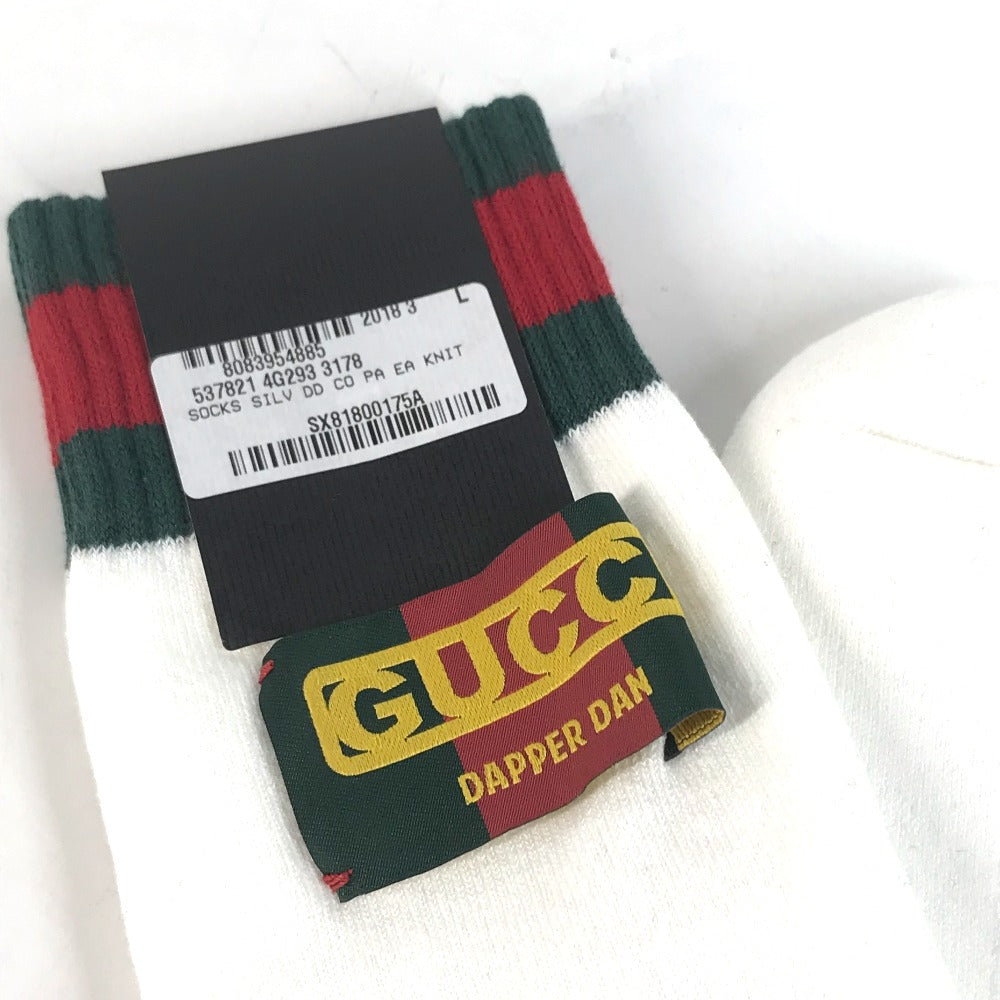 2018 3 L
8083954885
537821 4G293 3178
SOCKS SILV DD CO PA EA KNIT
SX81800175A
GUCC
DAPPER DAN